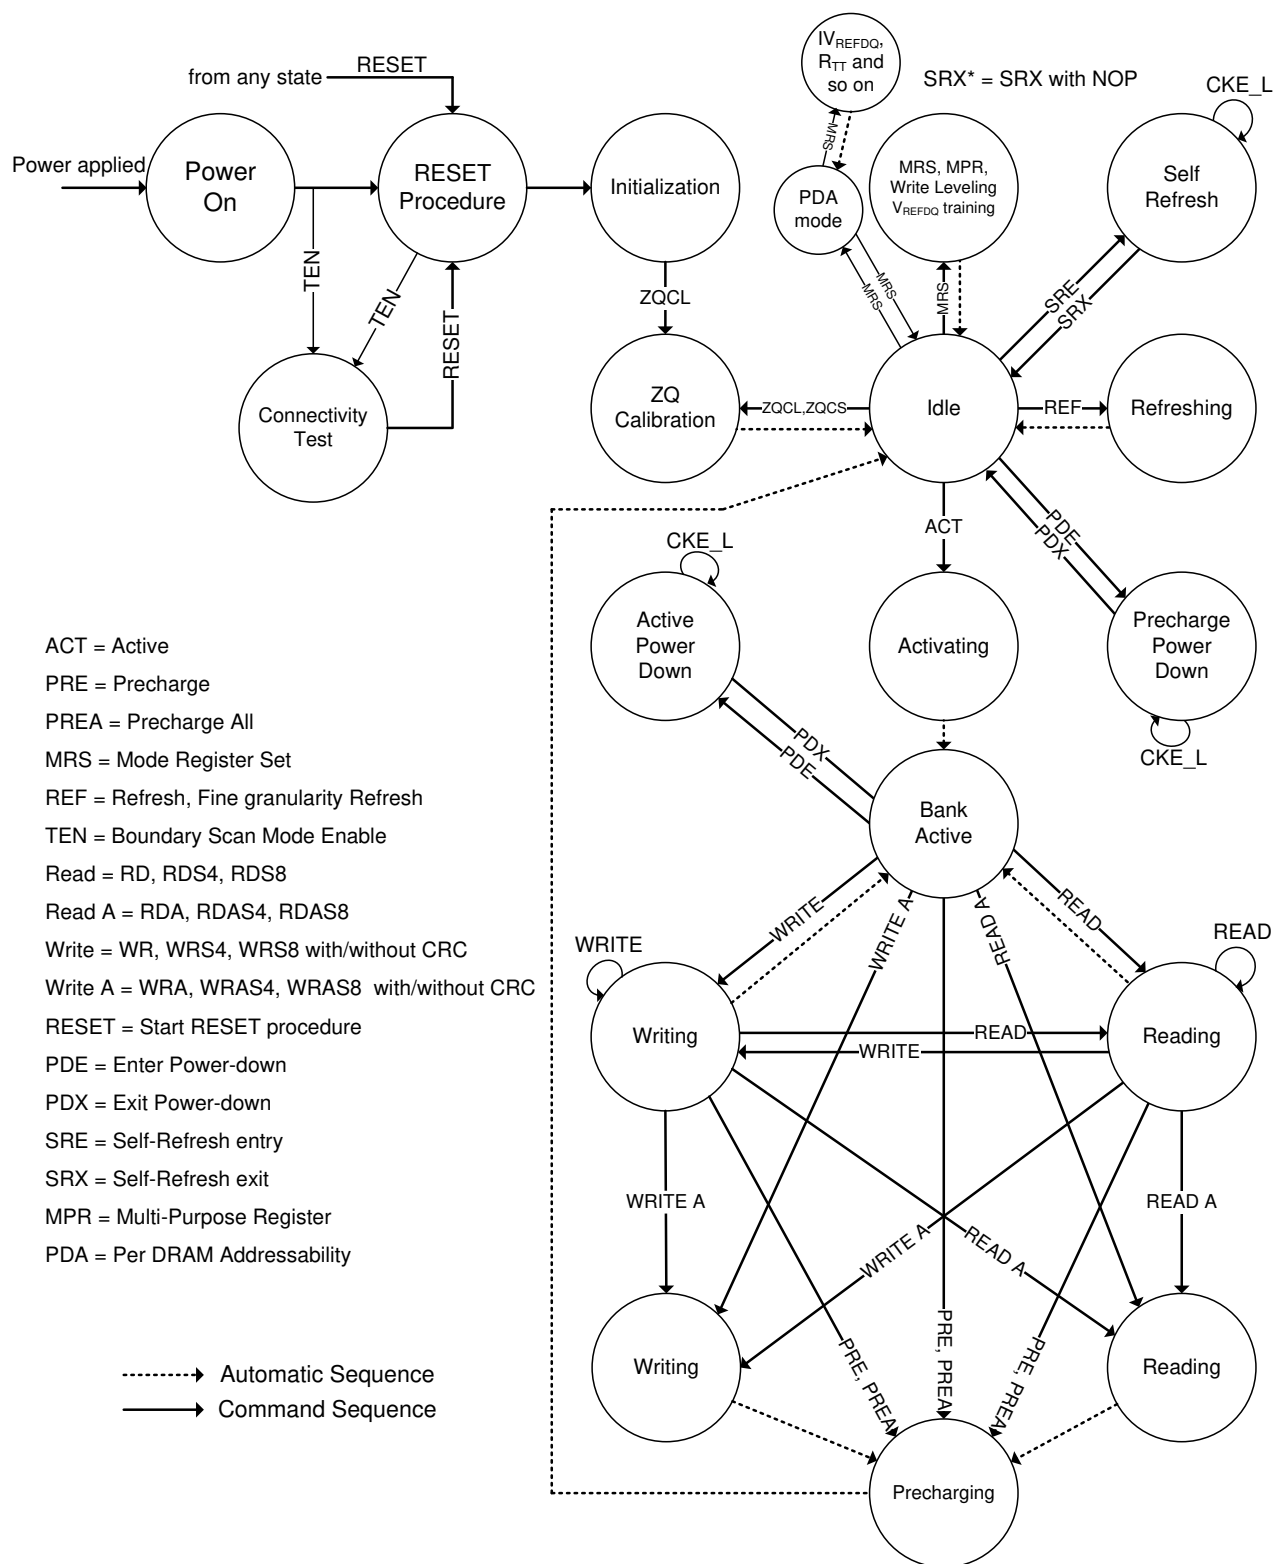 IVREFDQ,
RTT and
so on
from any state
RESET
SRX* = SRX with NOP
CKE_L
Power applied
Power
On
RESET
Procedure
Initialization
MRS
PDA
mode
MRS, MPR,
Write Leveling
VREFDQ training
Self
Refresh
TEN
TEN
RESET
ZQCL
MRS
MRS
MRS
SRE
SRX
Connectivity
Test
ZQ
Calibration
ZQCL,ZQCS
Idle
REF
Refreshing
ACT
PDE
PDX
CKE_L
Active
Power
Down
Activating
Precharge
Power
Down
CKE_L
PDX
PDE
Bank
Active
ACT = Active
PRE = Precharge
PREA = Precharge All
MRS = Mode Register Set
REF = Refresh, Fine granularity Refresh
TEN = Boundary Scan Mode Enable
Read = RD, RDS4, RDS8
Read A = RDA, RDAS4, RDAS8
Write = WR, WRS4, WRS8 with/without CRC
Write A = WRA, WRAS4, WRAS8 with/without CRC
RESET = Start RESET procedure
PDE = Enter Power-down
PDX = Exit Power-down
SRE = Self-Refresh entry
SRX = Self-Refresh exit
MPR = Multi-Purpose Register
PDA = Per DRAM Addressability
WRITE
WRITE A
READ A
READ
WRITE
READ
Writing
READ
WRITE
Reading
WRITE A
READ A
WRITE A
READ A
Writing
PRE, PREA
PRE, PREA
PRE, PREA
Reading
Precharging
Automatic Sequence
Command Sequence